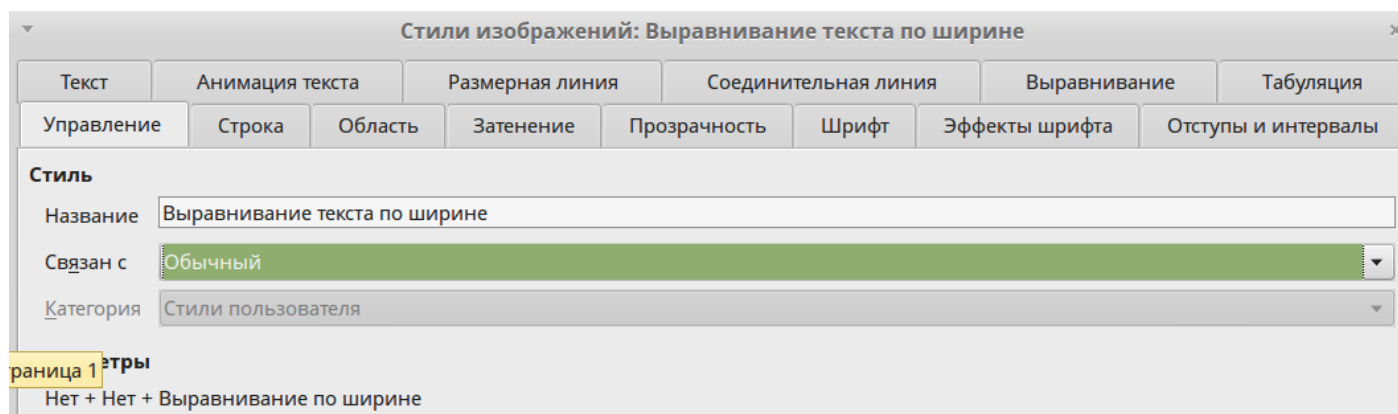 Стили изображений: Выравнивание текста по ширине
Текст Анимация текста Размерная линия Соединительная линия Выравнивание Табуляция
Управление Строка Область Затенение Прозрачность Шрифт Эффекты шрифта Отступы и интервалы
Стиль
Название Выравнивание текста по ширине
Связан с Обычный
Категория Стили пользователя
етры
раница 1
Нет + Нет + Выравнивание по ширине